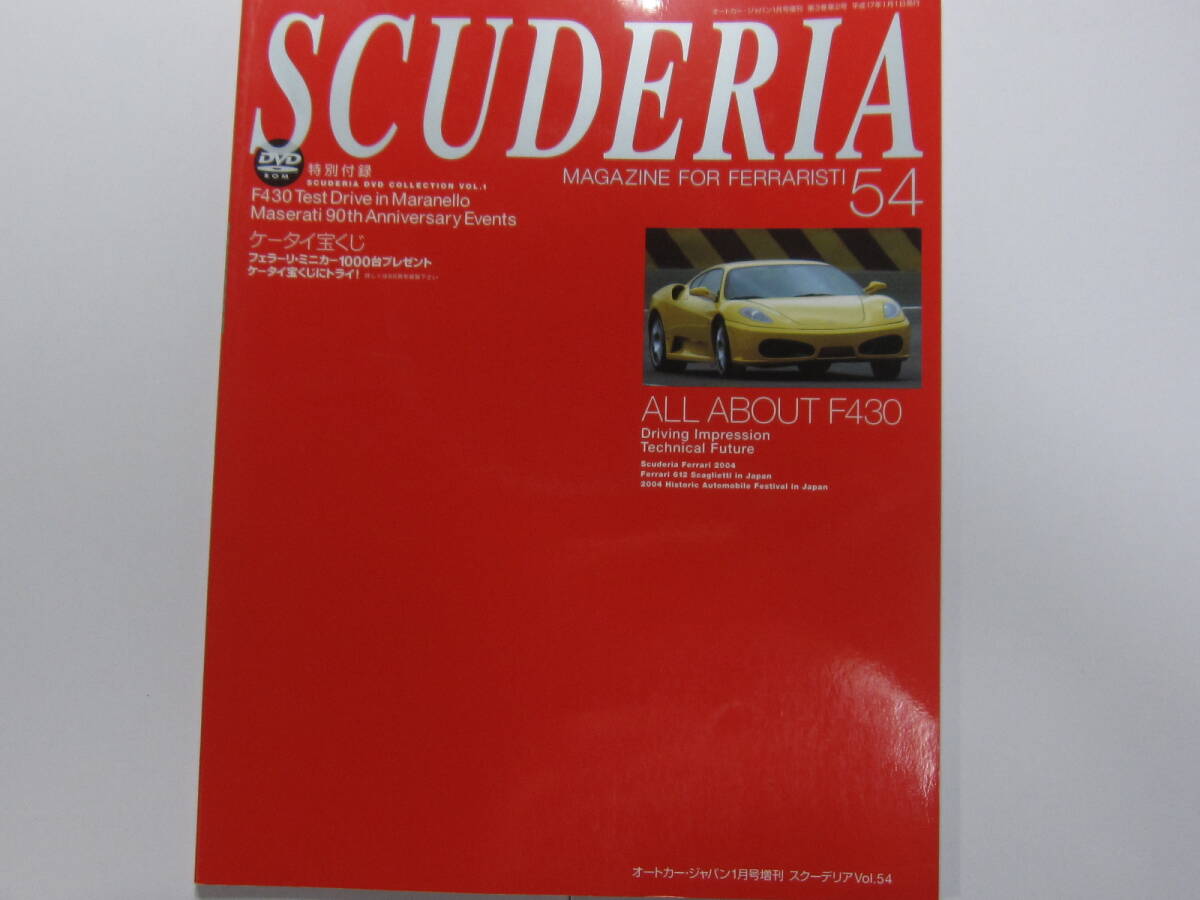 オートカー・ジャパン1月号増刊 第3巻第2号 平成17年1月1日発行
SCUDERIA
MAGAZINE FOR FERRARISTI 54
DVD
ROM
特別付録
SCUDERIA DVD COLLECTION VOL.1
F430 Test Drive in Maranello
Maserati 90th Anniversary Events
ケータイ宝くじ
フェラーリ・ミニカー1000台プレゼント
ケータイ宝くじにトライ!
ALL ABOUT F430
Driving Impression
Technical Future
Scuderia Ferrari 2004
Ferrari 612 Scaglietti in Japan
2004 Historic Automobile Festival in Japan
オートカー・ジャパン1月号増刊 スクーデリアVol.54